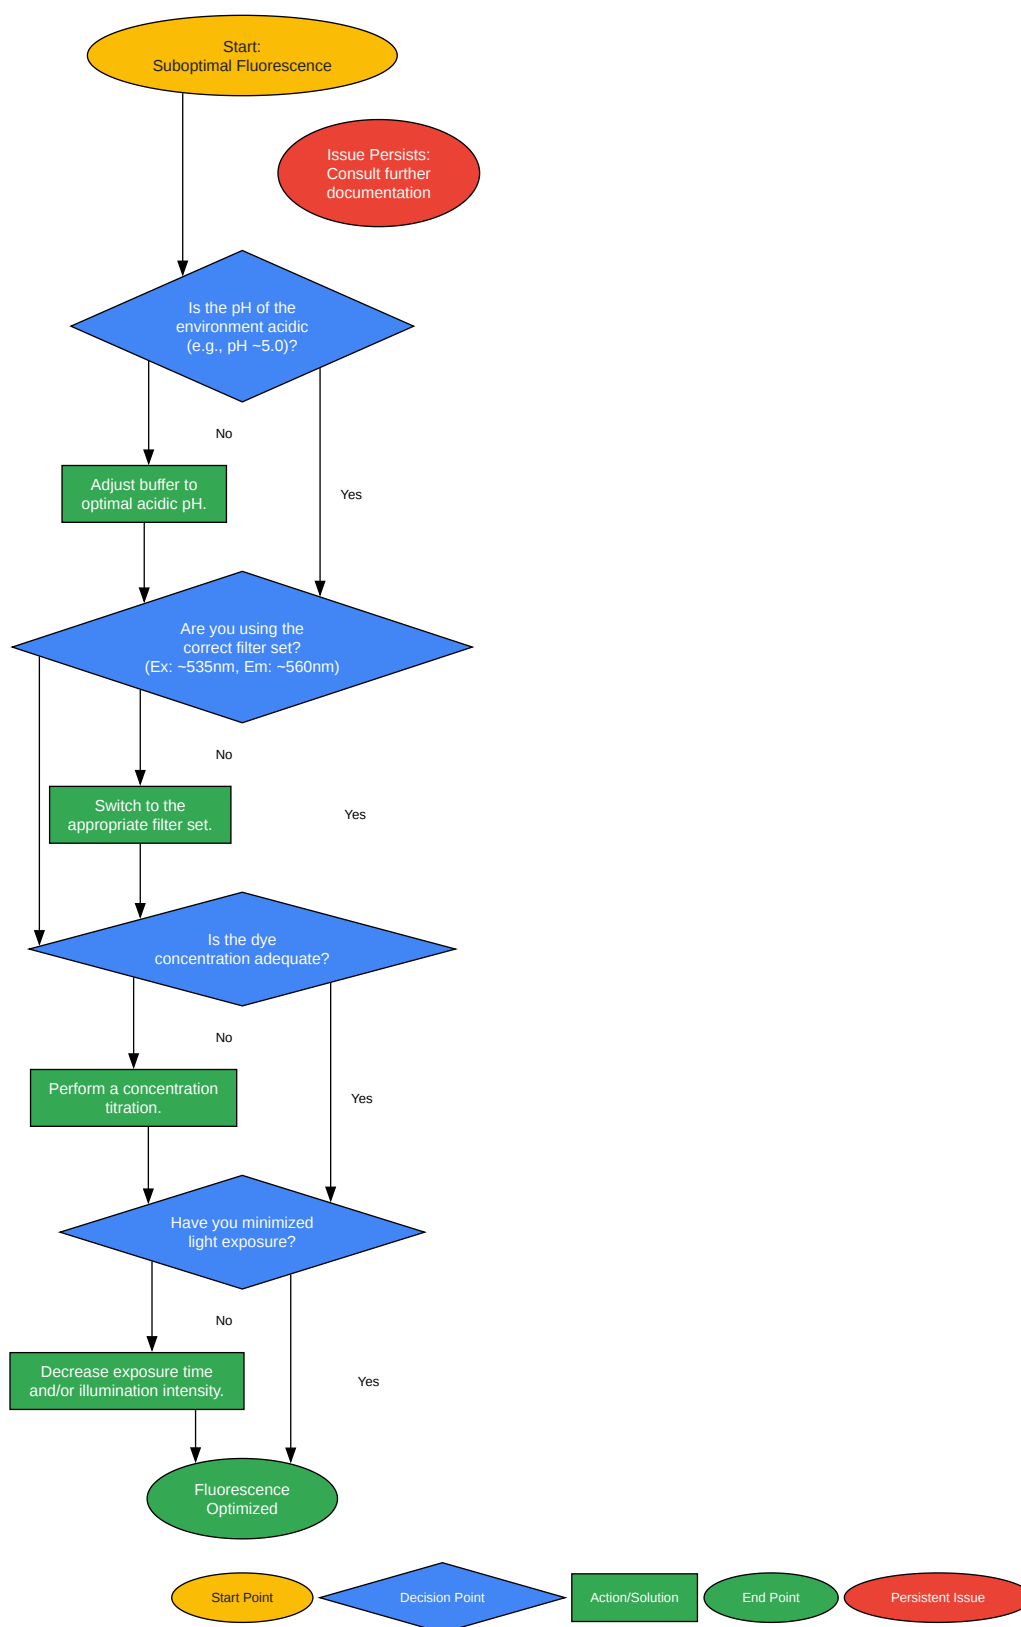 Start:
Suboptimal Fluorescence
Issue Persists:
Consult further
documentation
Is the pH of the
environment acidic
(e.g., pH ~5.0)?
No
Adjust buffer to
optimal acidic pH.
Yes
Are you using the
correct filter set?
(Ex: ~535nm, Em: ~560nm)
No
Switch to the
appropriate filter set.
Yes
Is the dye
concentration adequate?
No
Perform a concentration
titration.
Yes
Have you minimized
light exposure?
No
Decrease exposure time
and/or illumination intensity.
Yes
Fluorescence
Optimized
Start Point
Decision Point
Action/Solution
End Point
Persistent Issue